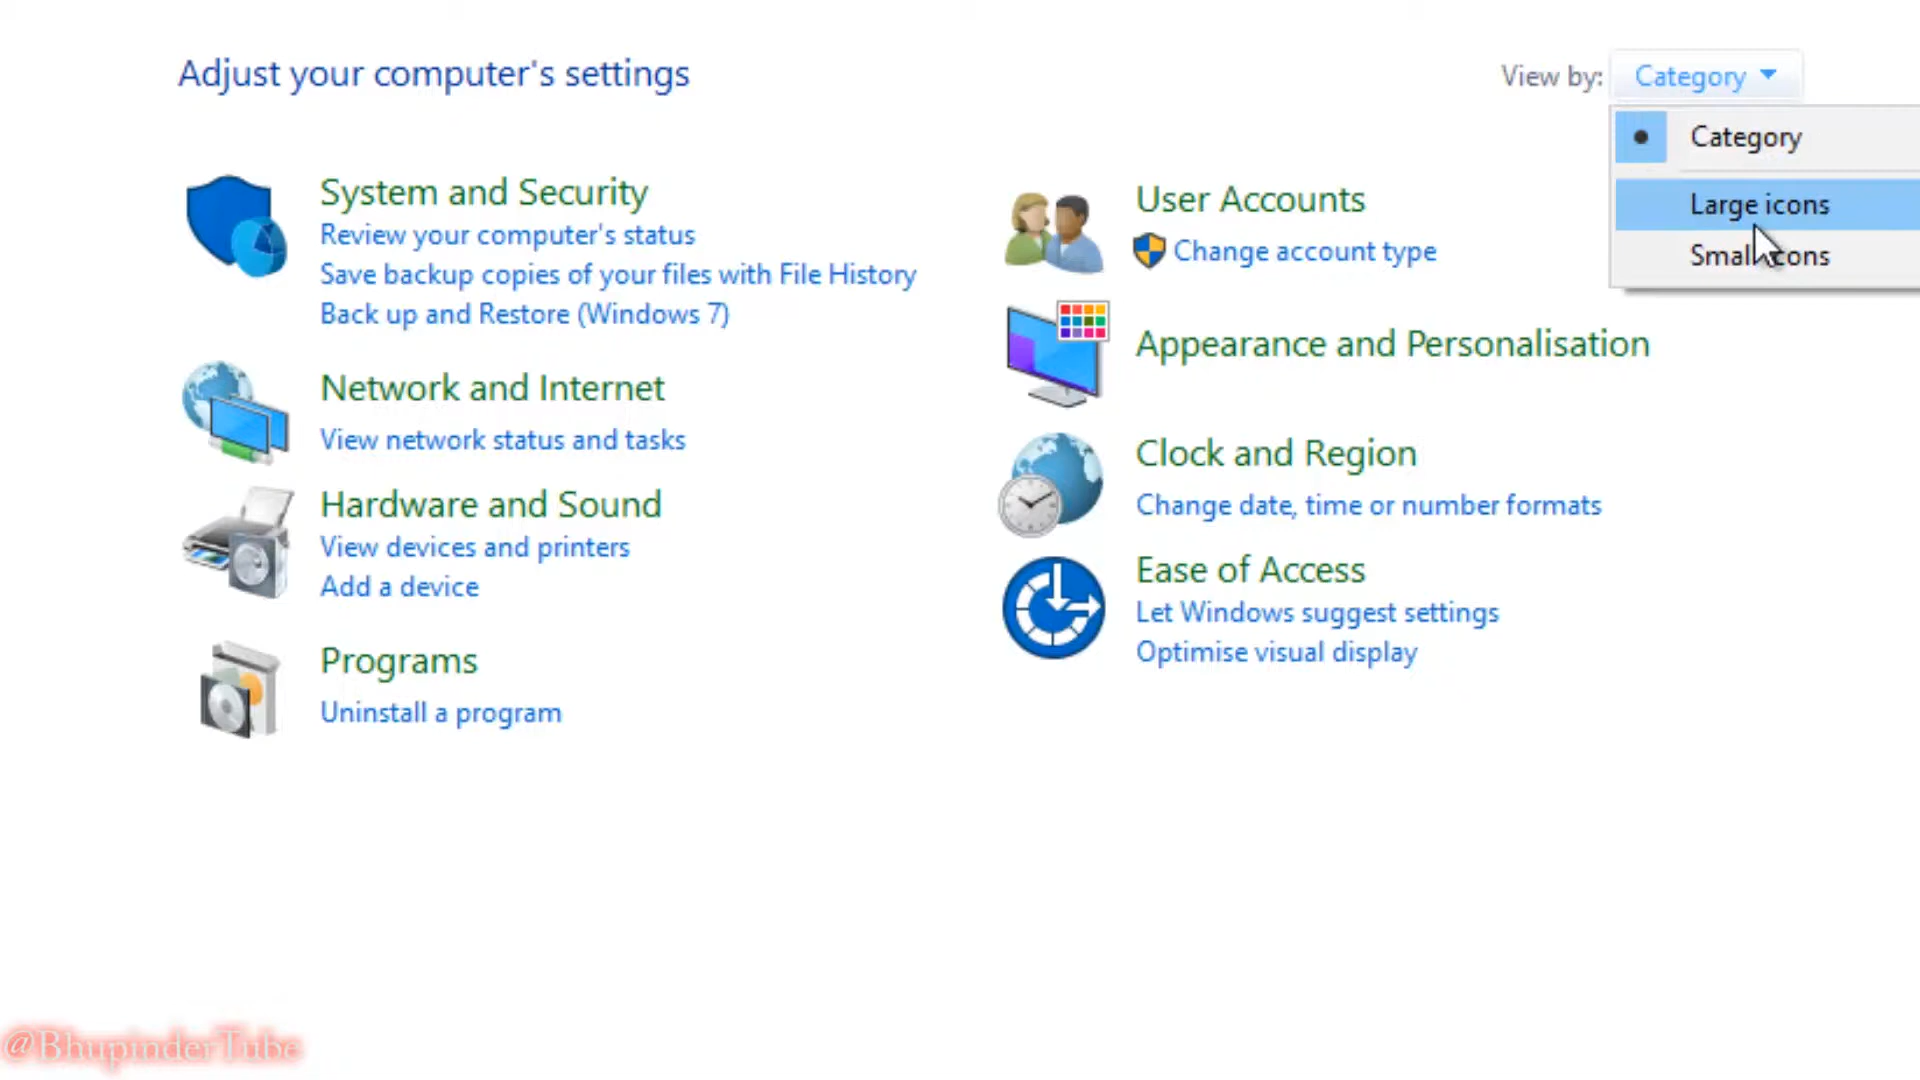 Adjust your computer's settings
View by: Category
Category
Large icons
Small icons
System and Security
Review your computer's status
Save backup copies of your files with File History
Back up and Restore (Windows 7)
Network and Internet
View network status and tasks
Hardware and Sound
View devices and printers
Add a device
Programs
Uninstall a program
User Accounts
Change account type
Appearance and Personalisation
Clock and Region
Change date, time or number formats
Ease of Access
Let Windows suggest settings
Optimise visual display
@BhupinderTube